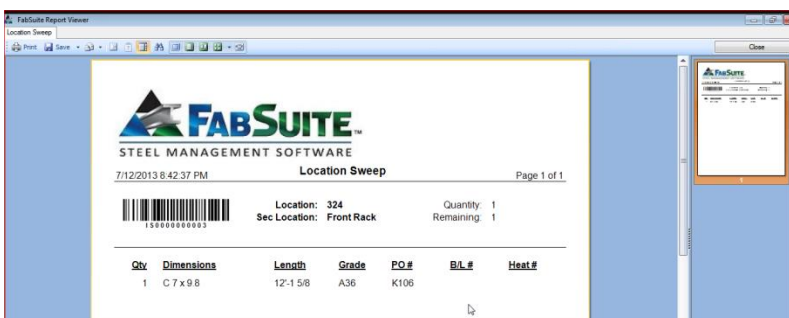 FabSuite Report Viewer
Location Sweep
Print Save Close
FABSUITE™
STEEL MANAGEMENT SOFTWARE
7/12/2013 8:42:37 PM Location Sweep Page 1 of 1
Location: 324 Quantity: 1
Sec Location: Front Rack Remaining: 1
150000000003
Qty Dimensions Length Grade PO # B/L # Heat #
1 C 7 x 9.8 12'-1 5/8 A36 K106
FABSUITE